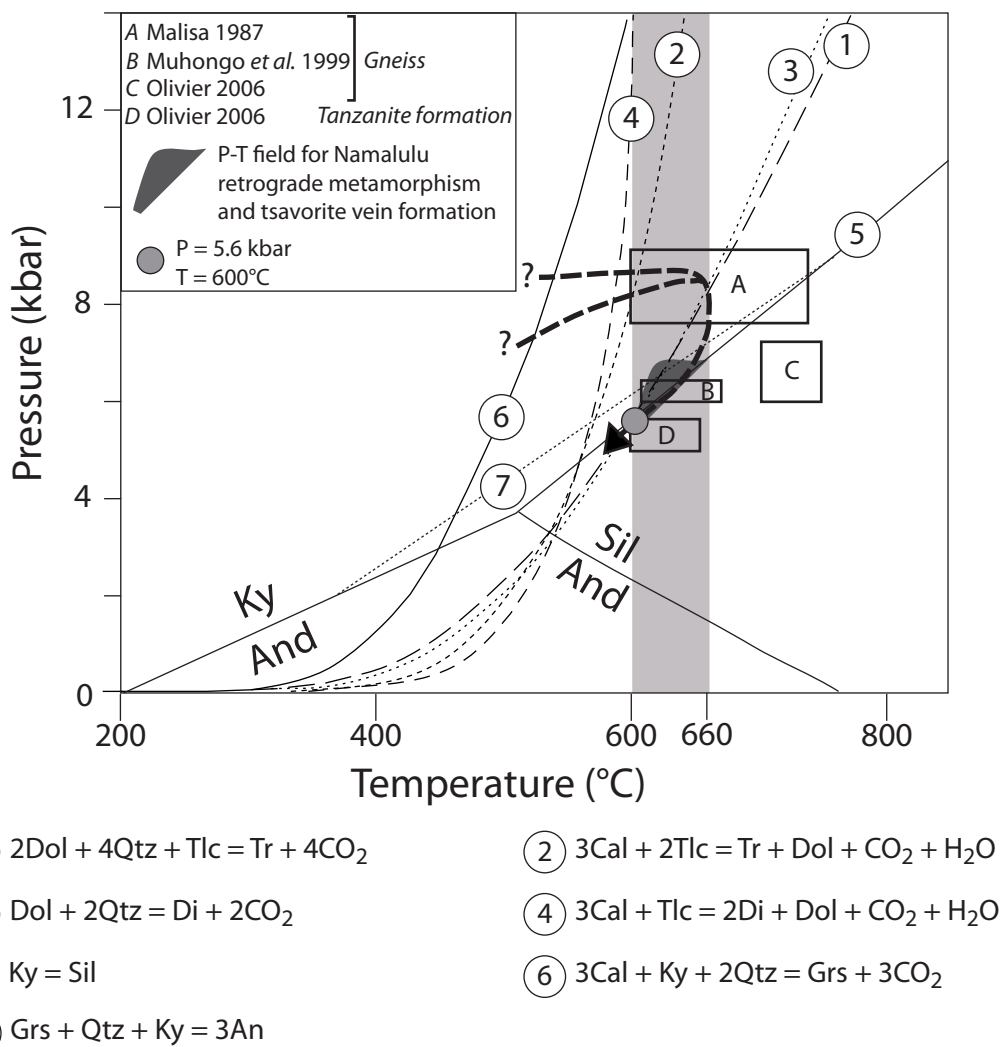 A Malisa 1987
B Muhongo et al. 1999
Gneiss
C Olivier 2006
D Olivier 2006
Tanzanite formation
P-T field for Namalulu
retrograde metamorphism
and tsavorite vein formation
P = 5.6 kbar
T = 600°C
Pressure (kbar)
12
8
4
0
2
1
3
4
5
6
7
?
?
A
B
C
D
Ky
And
Sil
And
200
400
600
660
800
Temperature (°C)
2Dol + 4Qtz + Tlc = Tr + 4CO₂
2 3Cal + 2Tlc = Tr + Dol + CO₂ + H₂O
Dol + 2Qtz = Di + 2CO₂
4 3Cal + Tlc = 2Di + Dol + CO₂ + H₂O
Ky = Sil
6 3Cal + Ky + 2Qtz = Grs + 3CO₂
Grs + Qtz + Ky = 3An